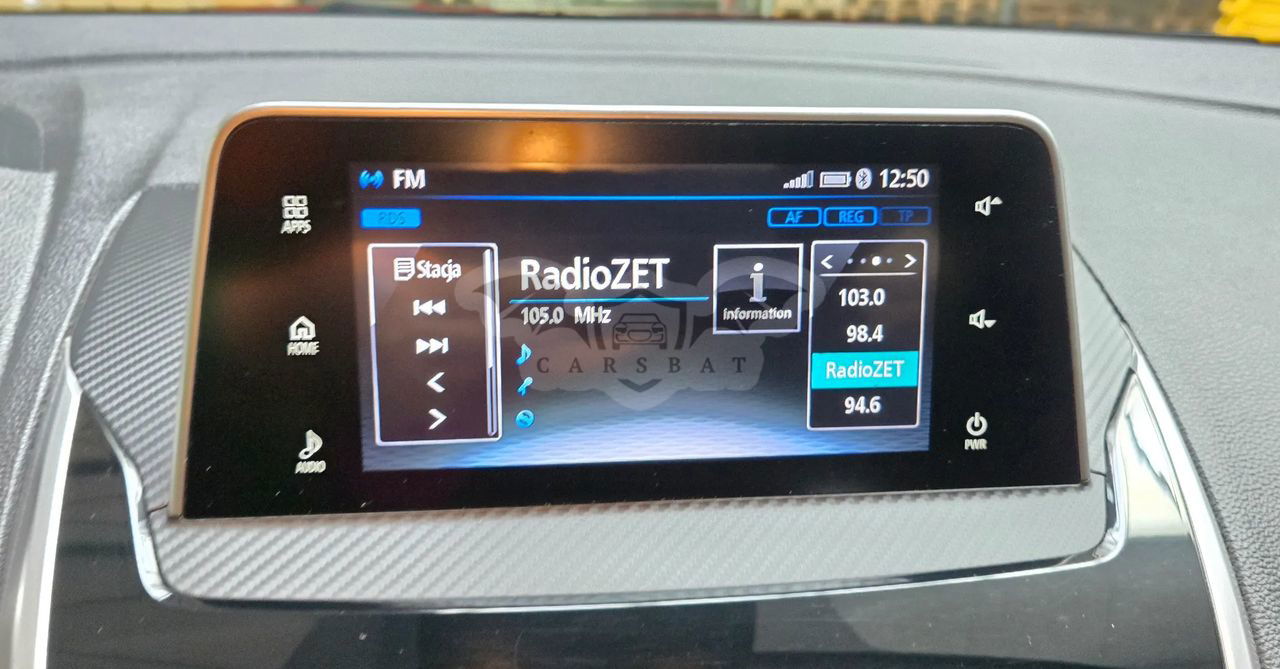 FM
12:50
RDS
AF REG TP
APPS
HOME
AUDIO
Stacja
RadioZET
105.0 MHz
i
information
103.0
98.4
RadioZET
94.6
PWR
CARSBAT